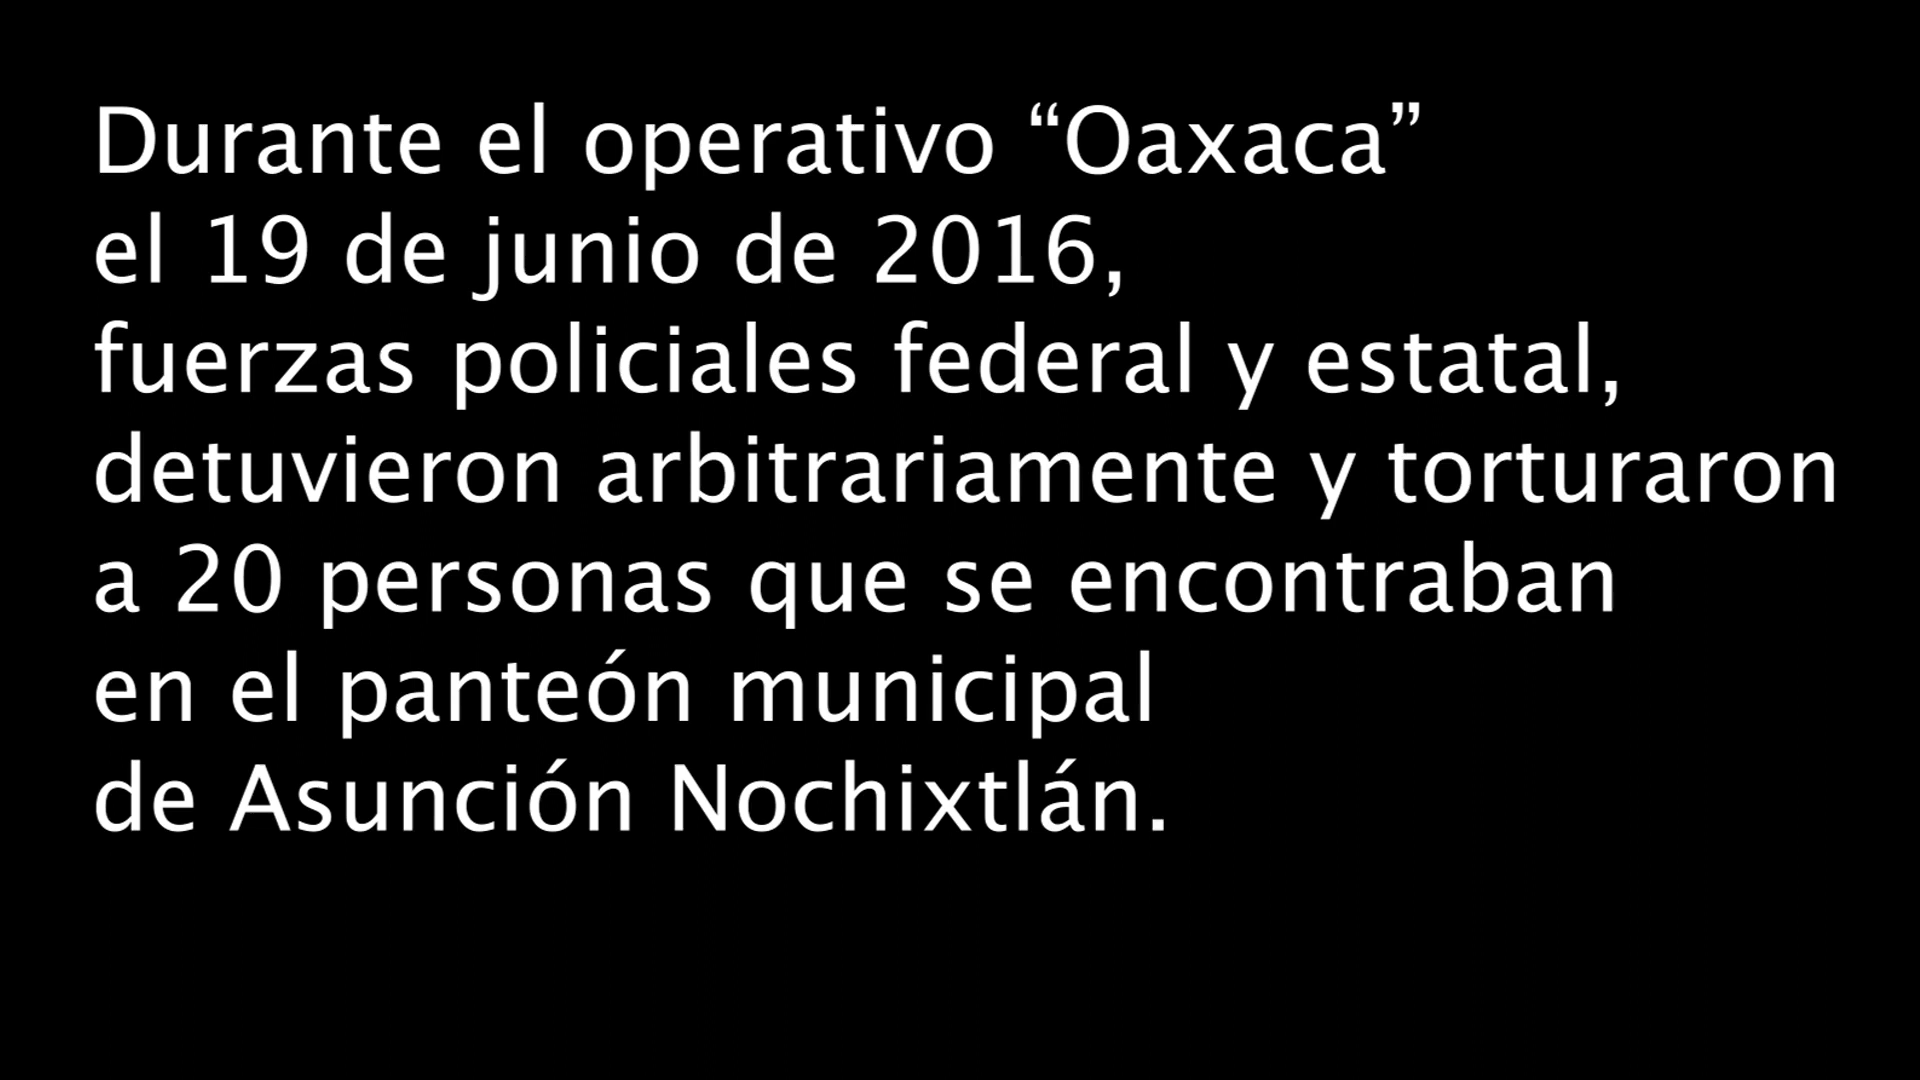 Durante el operativo “Oaxaca”
el 19 de junio de 2016,
fuerzas policiales federal y estatal,
detuvieron arbitrariamente y torturaron
a 20 personas que se encontraban
en el panteón municipal
de Asunción Nochixtlán.